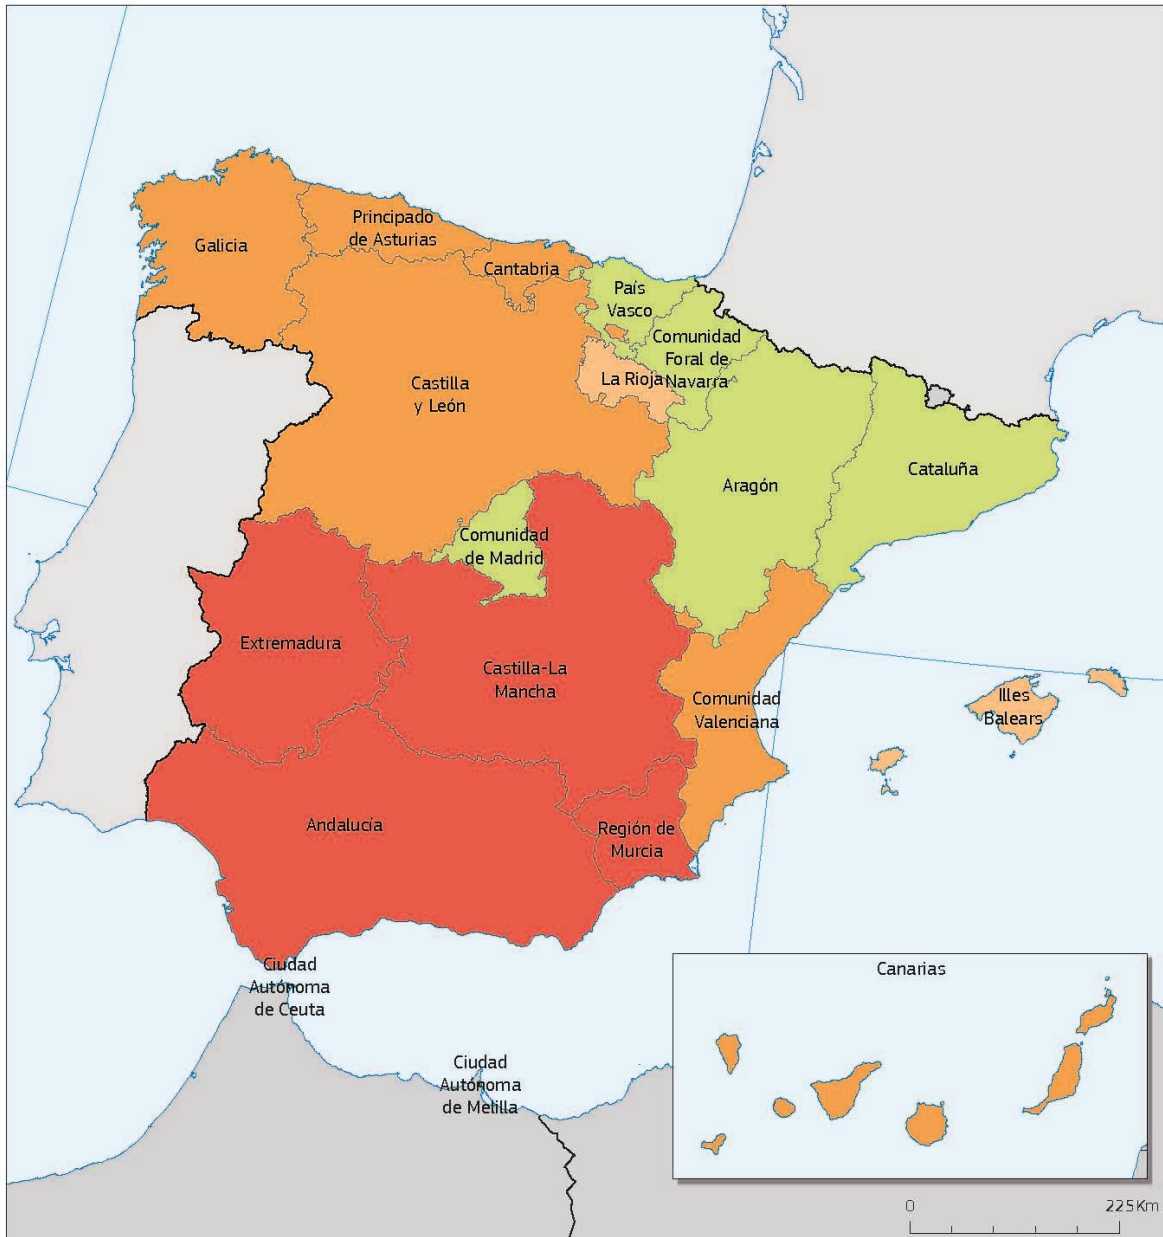 Principado
de Asturias
Galicia
Cantabria
País
Vasco
Comunidad
Foral de
Navarra
La Rioja
Castilla
y León
Aragón
Cataluña
Comunidad
de Madrid
Extremadura
Castilla-La
Mancha
Comunidad
Valenciana
Illes
Balears
Andalucía
Región de
Murcia
Ciudad
Autónoma
de Ceuta
Ciudad
Autónoma
de Melilla
Canarias
0 225Km